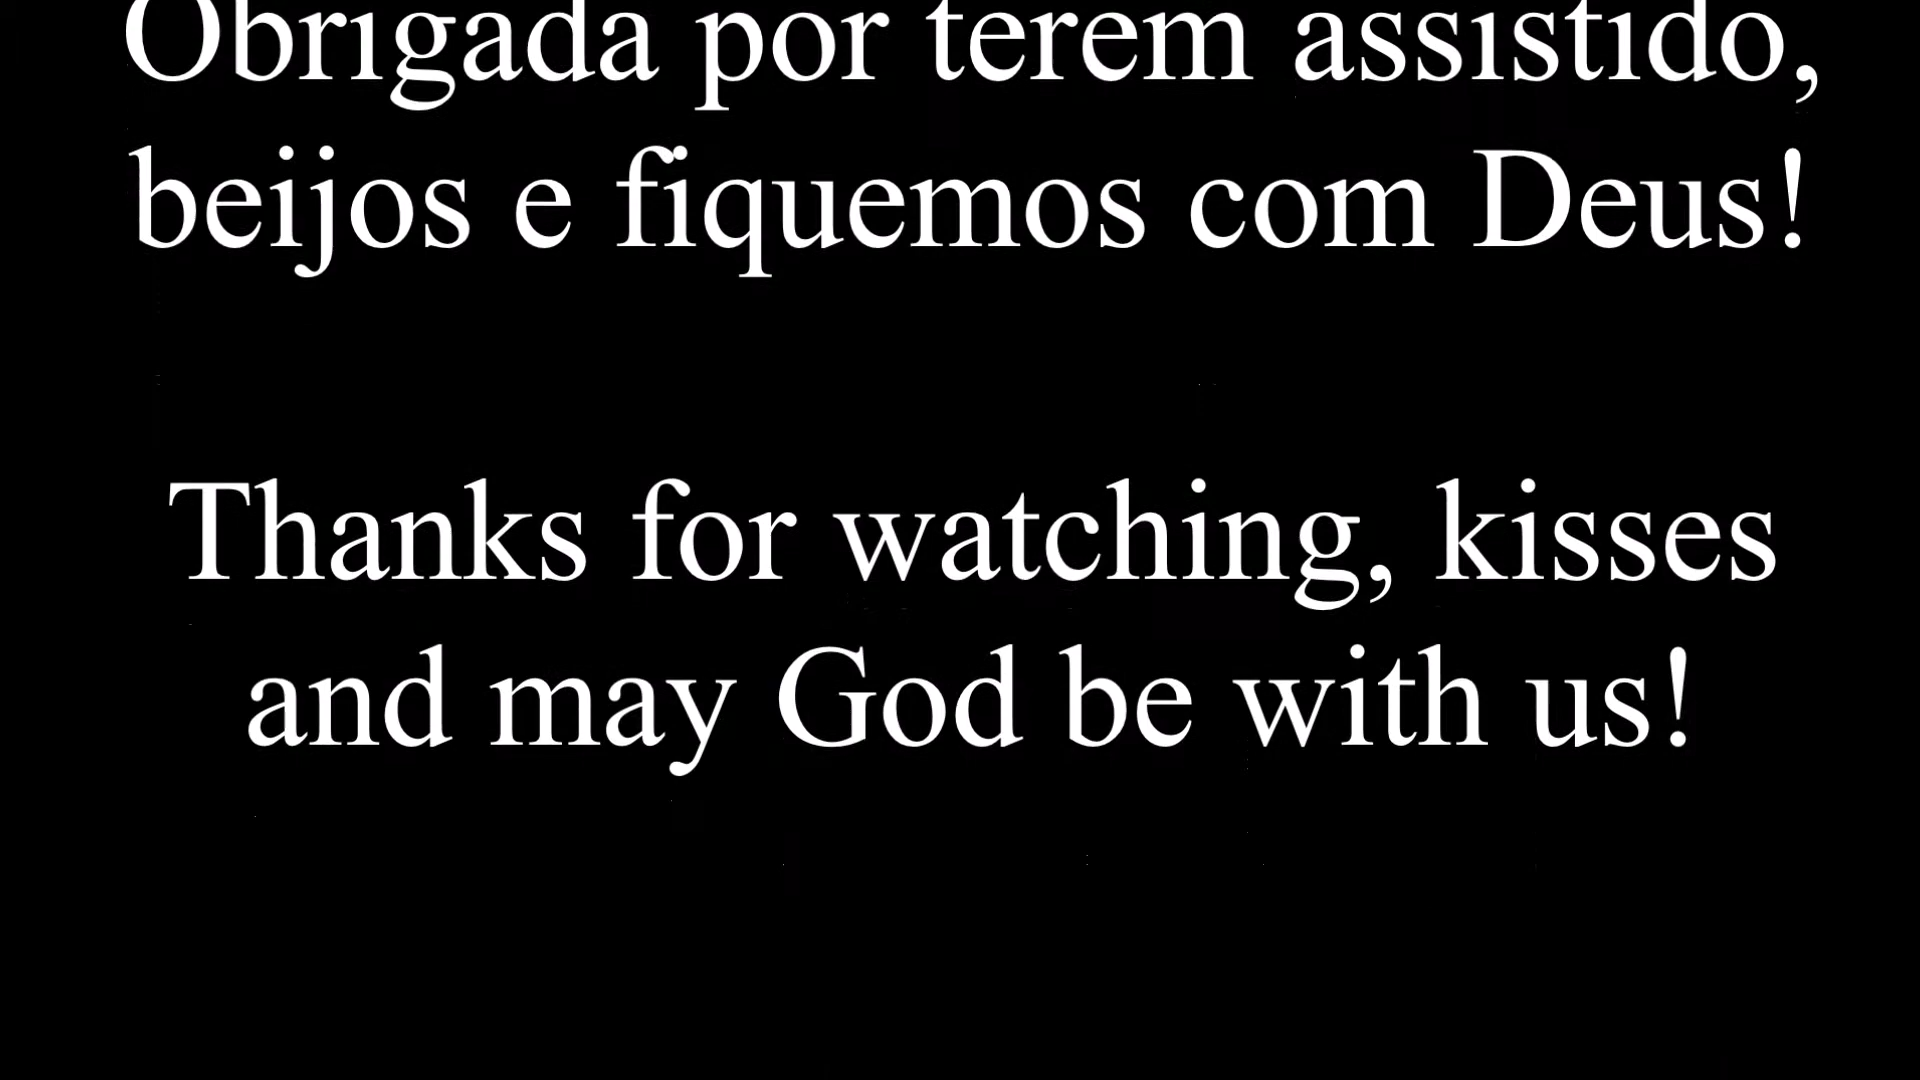 Obrigada por terem assistido,
beijos e fiquemos com Deus!
Thanks for watching, kisses
and may God be with us!